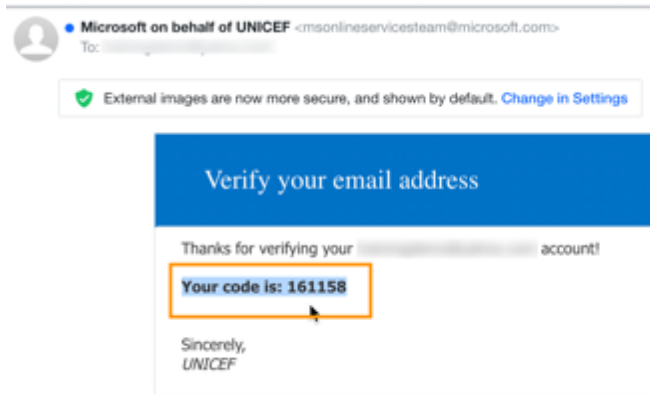 Microsoft on behalf of UNICEF <msonlineservicesteam@microsoft.com>
To:
External images are now more secure, and shown by default. Change in Settings
Verify your email address
Thanks for verifying your account!
Your code is: 161158
Sincerely,
UNICEF